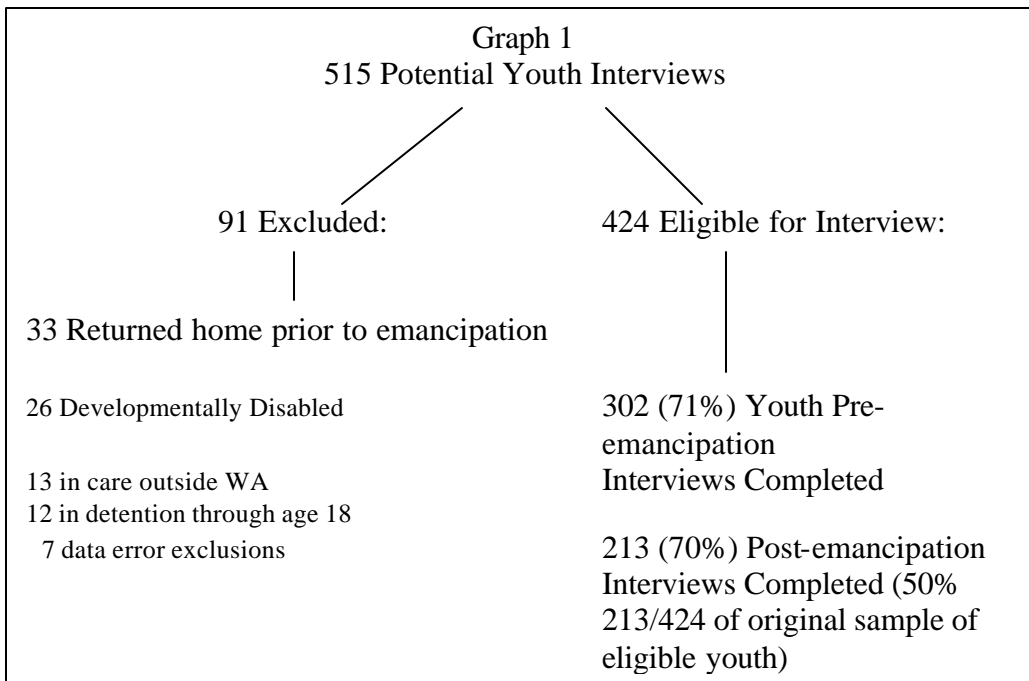 Graph 1
515 Potential Youth Interviews
91 Excluded:
33 Returned home prior to emancipation
26 Developmentally Disabled
13 in care outside WA
12 in detention through age 18
7 data error exclusions
424 Eligible for Interview:
302 (71%) Youth Pre-
emancipation
Interviews Completed
213 (70%) Post-emancipation
Interviews Completed (50%
213/424 of original sample of
eligible youth)